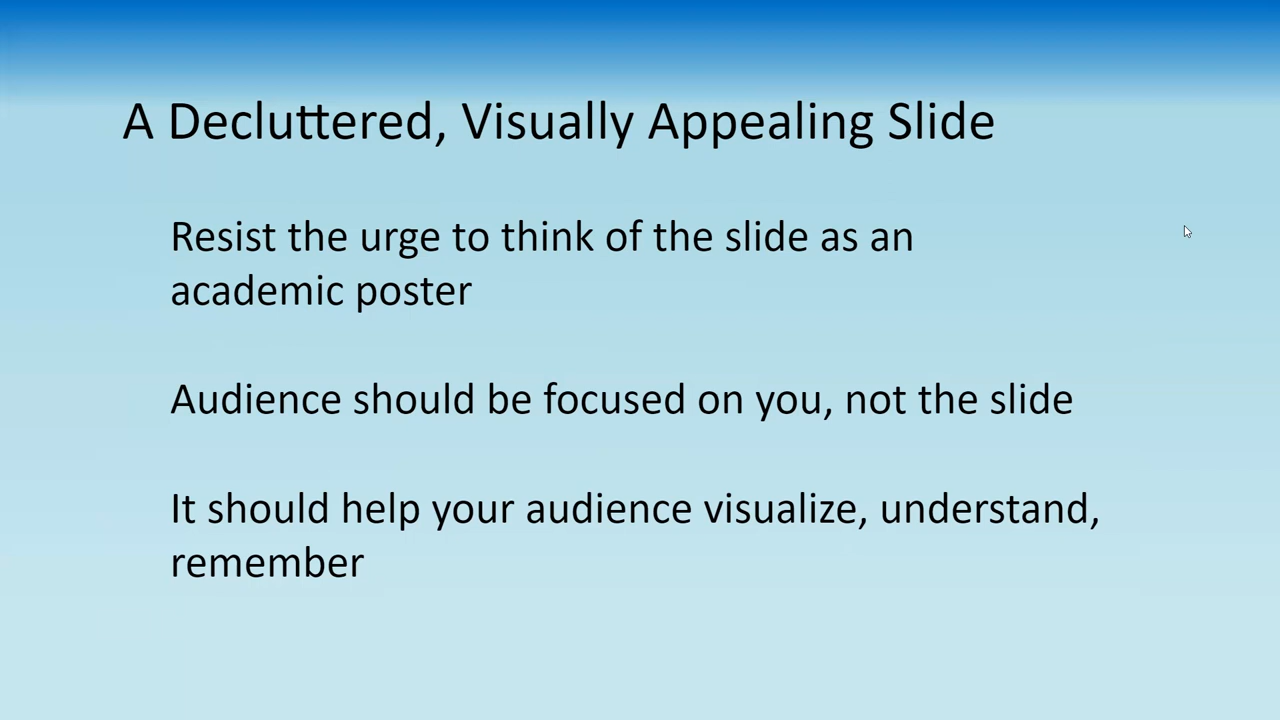 A Decluttered, Visually Appealing Slide
Resist the urge to think of the slide as an
academic poster
Audience should be focused on you, not the slide
It should help your audience visualize, understand,
remember